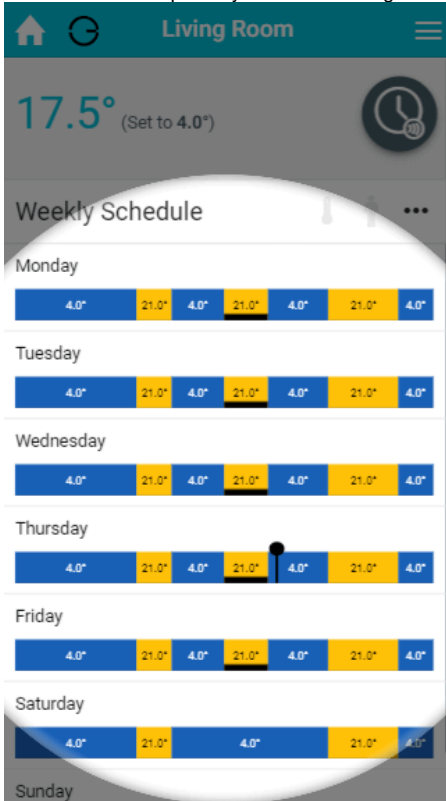 Living Room
17.5° (Set to 4.0°)
Weekly Schedule
Monday
4.0° 21.0° 4.0° 21.0° 4.0° 21.0° 4.0°
Tuesday
4.0° 21.0° 4.0° 21.0° 4.0° 21.0° 4.0°
Wednesday
4.0° 21.0° 4.0° 21.0° 4.0° 21.0° 4.0°
Thursday
4.0° 21.0° 4.0° 21.0° 4.0° 21.0° 4.0°
Friday
4.0° 21.0° 4.0° 21.0° 4.0° 21.0° 4.0°
Saturday
4.0° 21.0° 4.0° 21.0° 4.0°
Sunday